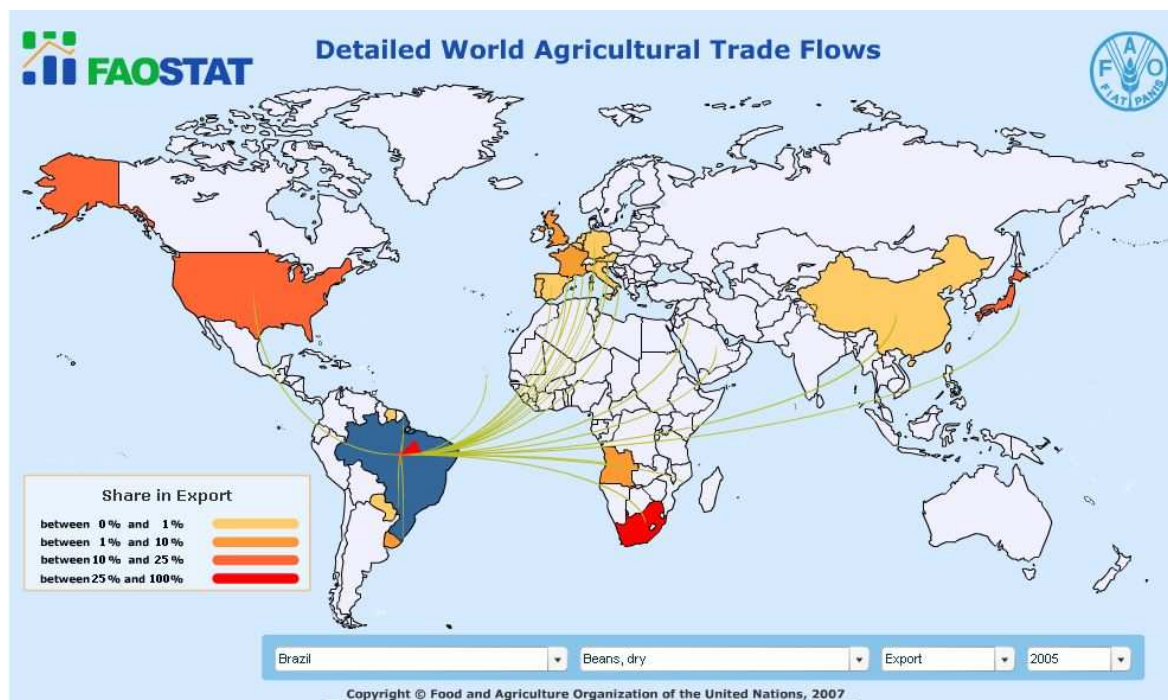 FAOSTAT
Detailed World Agricultural Trade Flows
F A O
FIAT PANIS
Share in Export
between 0% and 1%
between 1% and 10%
between 10% and 25%
between 25% and 100%
Brazil
Beans, dry
Export
2005
Copyright © Food and Agriculture Organization of the United Nations, 2007